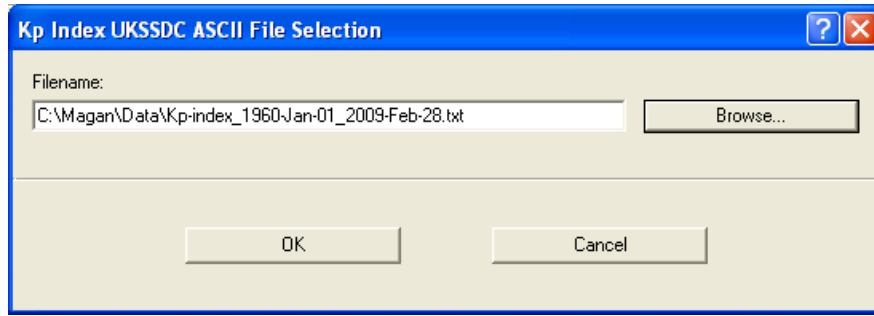 Kp Index UKSSDC ASCII File Selection
Filename:
C:\Magan\Data\Kp-index_1960-Jan-01_2009-Feb-28.txt
Browse...
OK
Cancel